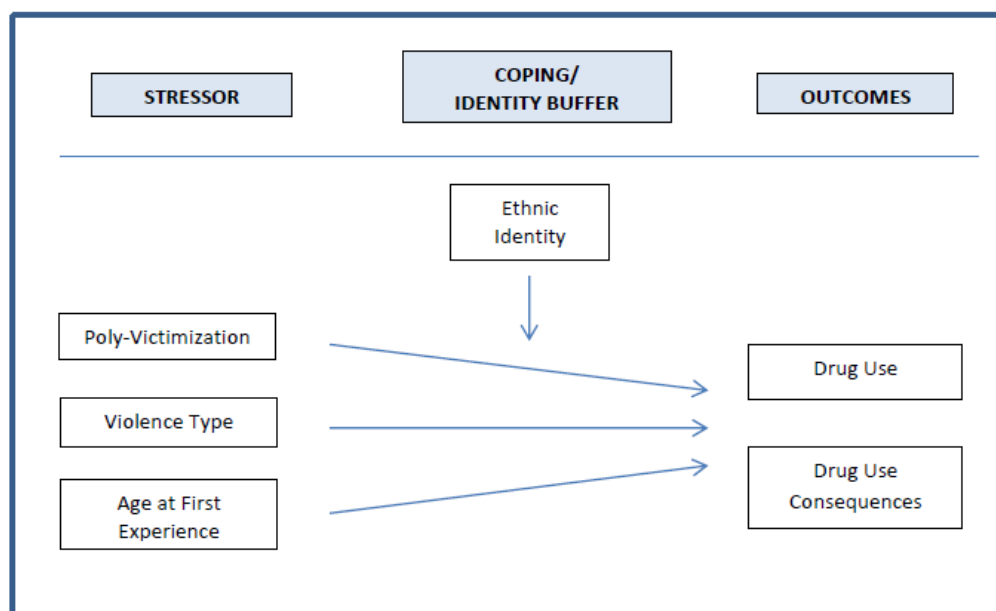 STRESSOR
COPING/
IDENTITY BUFFER
OUTCOMES
Ethnic
Identity
Poly-Victimization
Violence Type
Age at First
Experience
Drug Use
Drug Use
Consequences